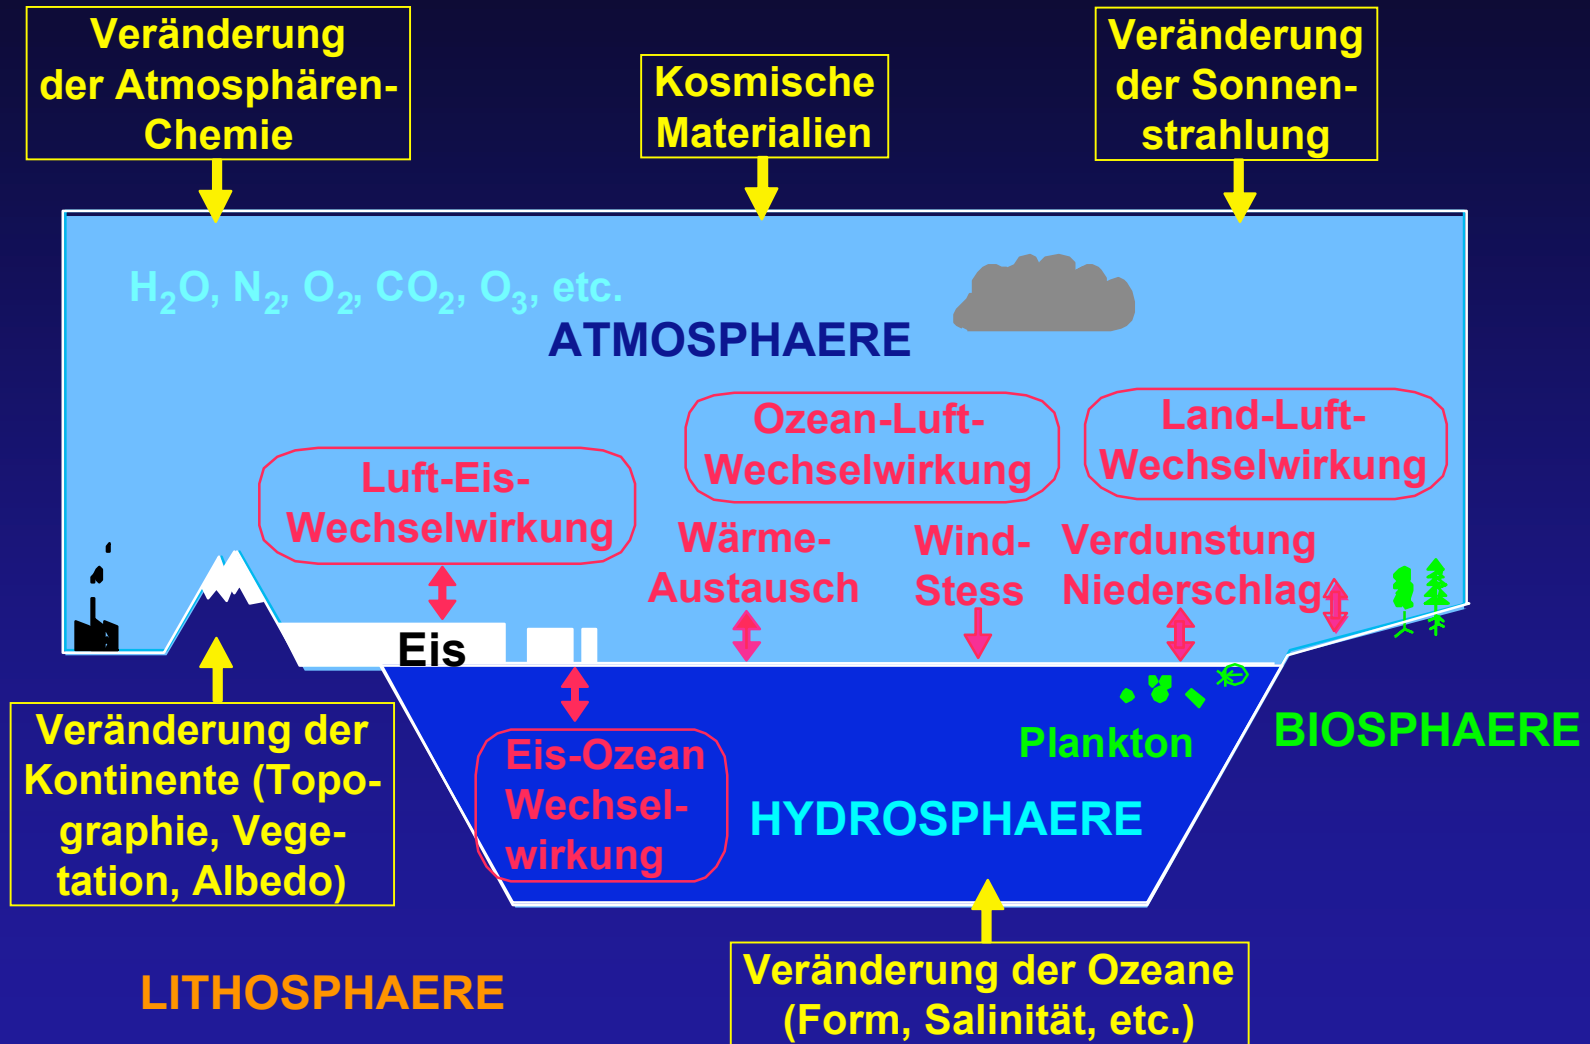 Veränderung
der Atmosphären-
Chemie
Kosmische
Materialien
Veränderung
der Sonnen-
strahlung
H₂O, N₂, O₂, CO₂, O₃, etc.
ATMOSPHAERE
Luft-Eis-
Wechselwirkung
Ozean-Luft-
Wechselwirkung
Land-Luft-
Wechselwirkung
Wärme-
Austausch
Wind-
Stess
Verdunstung
Niederschlag
Eis
Veränderung der
Kontinente (Topo-
graphie, Vege-
tation, Albedo)
Eis-Ozean
Wechsel-
wirkung
Plankton
BIOSPHAERE
HYDROSPHAERE
LITHOSPHAERE
Veränderung der Ozeane
(Form, Salinität, etc.)